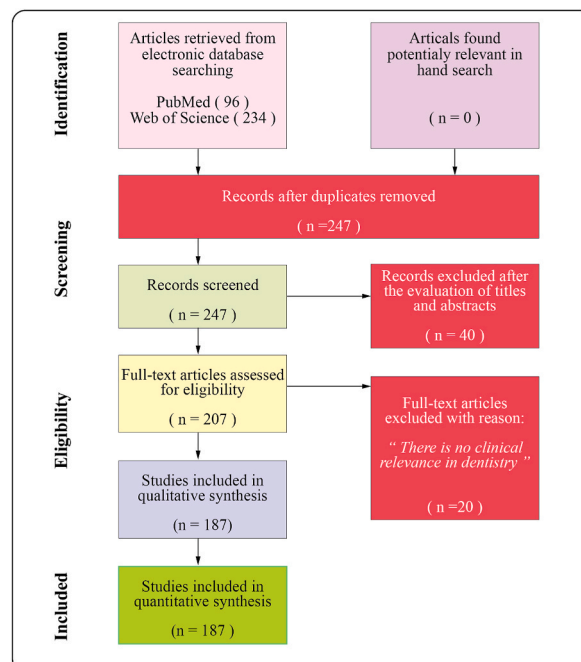 Identification
Articles retrieved from
electronic database
searching
PubMed ( 96 )
Web of Science ( 234 )
Articals found
potentialy relevant in
hand search
( n = 0 )
Screening
Records after duplicates removed
( n =247 )
Records screened
( n = 247 )
Records excluded after
the evaluation of titles
and abstracts
( n = 40 )
Eligibility
Full-text articles assessed
for eligibility
( n = 207 )
Full-text articles
excluded with reason:
“ There is no clinical
relevance in dentistry ”
( n =20 )
Studies included in
qualitative synthesis
(n = 187)
Included
Studies included in
quantitative synthesis
(n = 187 )